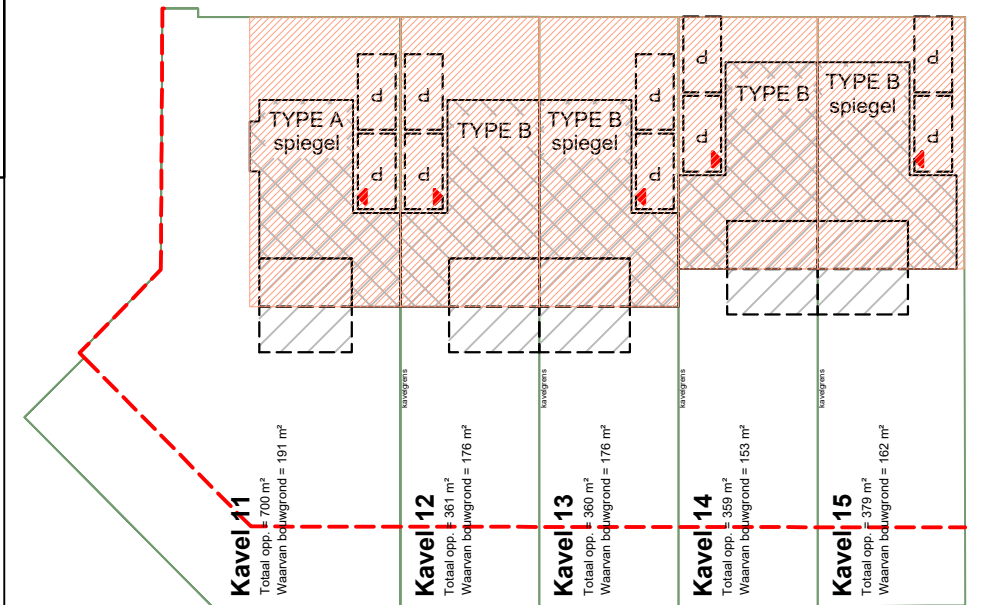 TYPE A
spiegel
TYPE B
TYPE B
spiegel
TYPE B
TYPE B
spiegel
p
p
p
p
p
p
p
p
p
p
kavelgrens
kavelgrens
kavelgrens
kavelgrens
Kavel 11
Totaal opp. = 700 m²
Waarvan bouwgrond = 191 m²
Kavel 12
Totaal opp. = 361 m²
Waarvan bouwgrond = 176 m²
Kavel 13
Totaal opp. = 360 m²
Waarvan bouwgrond = 176 m²
Kavel 14
Totaal opp. = 359 m²
Waarvan bouwgrond = 153 m²
Kavel 15
Totaal opp. = 379 m²
Waarvan bouwgrond = 162 m²